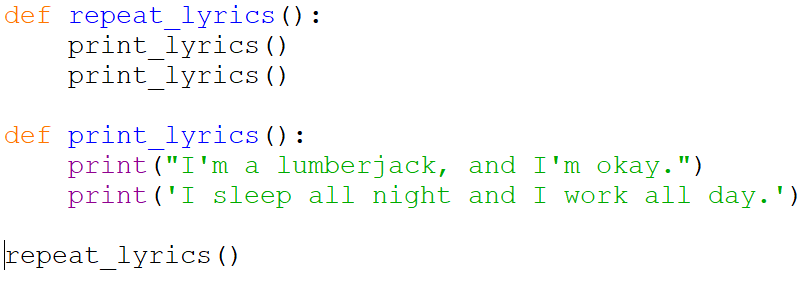 def repeat_lyrics():
    print_lyrics()
    print_lyrics()

def print_lyrics():
    print("I'm a lumberjack, and I'm okay.")
    print('I sleep all night and I work all day.')

repeat_lyrics()